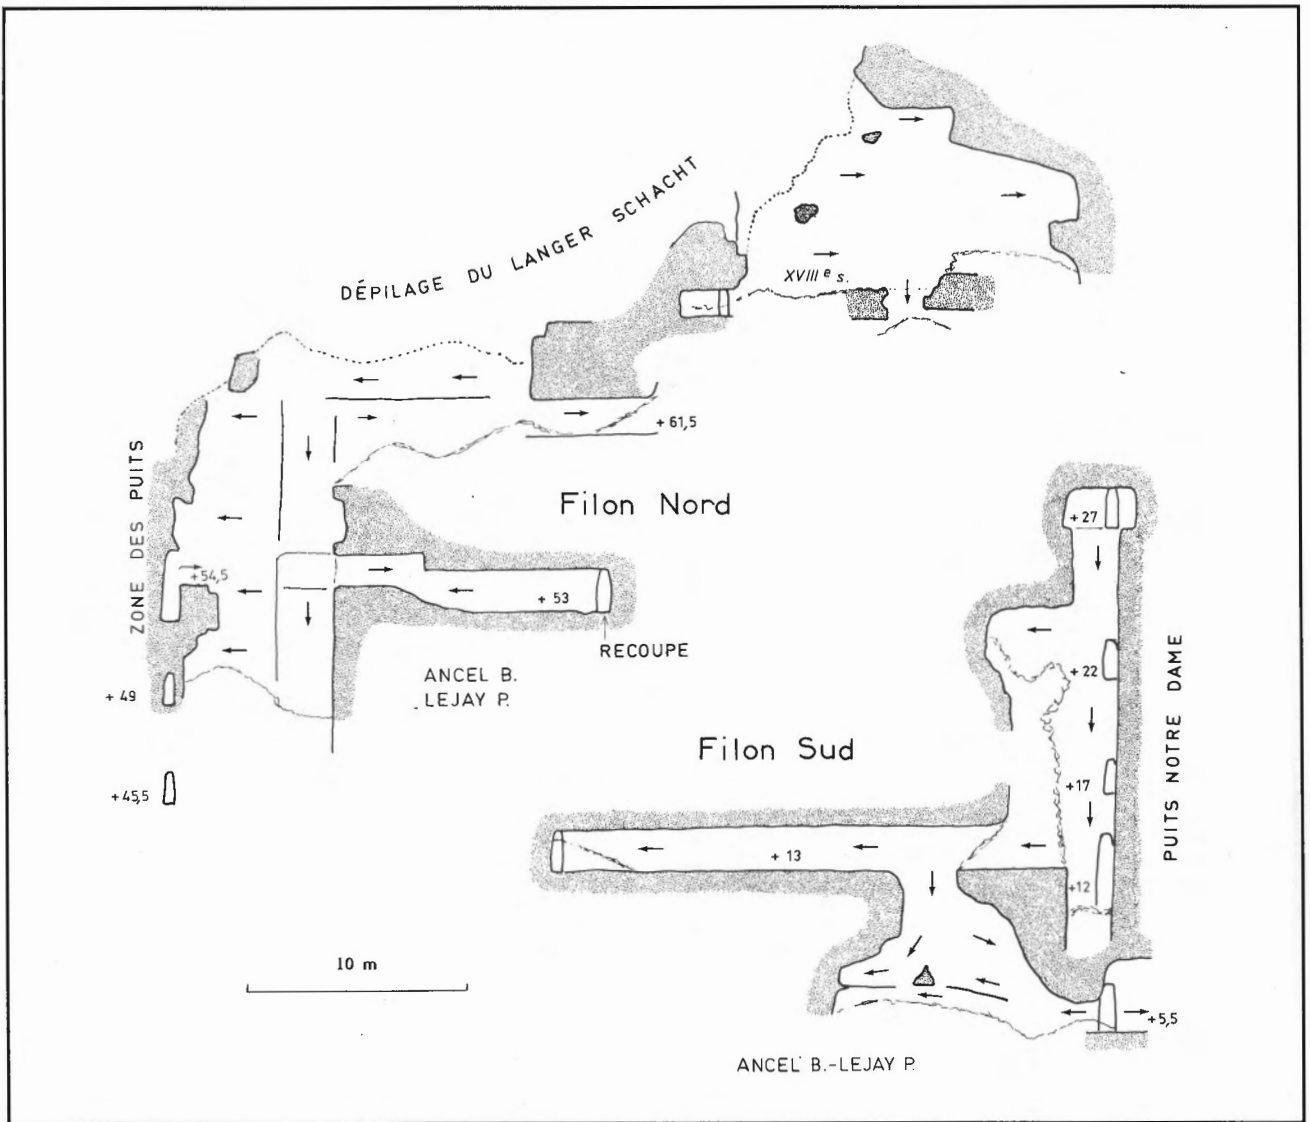 DÉPILAGE DU LANGER SCHACHT
XVIIIe s.
+ 61,5
ZONE DES PUITS
Filon Nord
+27
+54,5
+ 53
RECOUPE
ANCEL B.
LEJAY P.
+ 22
+ 49
PUITS NOTRE DAME
Filon Sud
+45,5
+17
+ 13
+12
10 m
+5,5
ANCEL B.-LEJAY P.